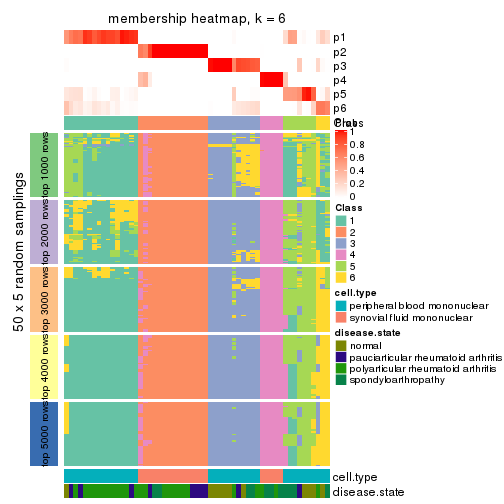 membership heatmap, k = 6
p1
p2
p3
p4
p5
p6
Class
Prob
1
0.8
0.6
0.4
0.2
0
Class
1
2
3
4
5
6
cell.type
peripheral blood mononuclear
synovial fluid mononuclear
disease.state
normal
pauciarticular rheumatoid arthritis
polyarticular rheumatoid arthritis
spondyloarthropathy
50 x 5 random samplings
top 1000 rows
top 2000 rows
top 3000 rows
top 4000 rows
top 5000 rows
cell.type
disease.state